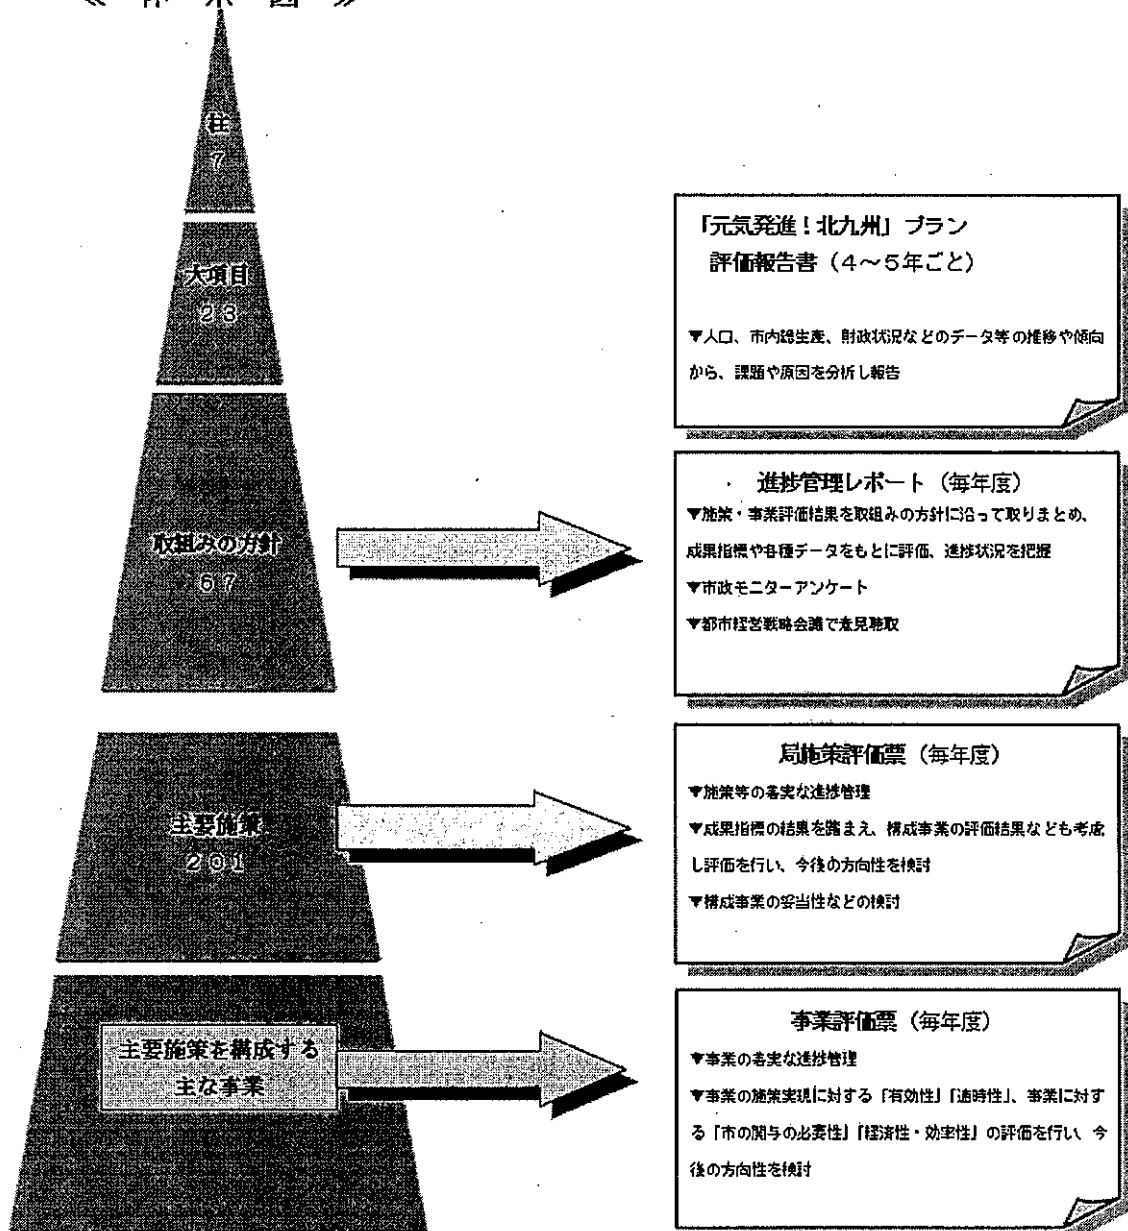 《 体 系 図 》
柱
7
大項目
23
取組みの方針
67
主要施策
201
主要施策を構成する
主な事業
「元気発進！北九州」プラン
評価報告書（4～5年ごと）
▼人口、市内総生産、財政状況などのデータ等の推移や傾向
から、課題や原因を分析し報告
進捗管理レポート（毎年度）
▼施策・事業評価結果を取組みの方針に沿って取りまとめ、
成果指標や各種データをもとに評価、進捗状況を把握
▼市政モニターアンケート
▼都市経営戦略会議で意見聴取
局施策評価票（毎年度）
▼施策等の着実な進捗管理
▼成果指標の結果を踏まえ、構成事業の評価結果なども考慮
し評価を行い、今後の方向性を検討
▼構成事業の妥当性などの検討
事業評価票（毎年度）
▼事業の着実な進捗管理
▼事業の施策実現に対する「有効性」「適時性」、事業に対す
る「市の関与の必要性」「経済性・効率性」の評価を行い、今
後の方向性を検討